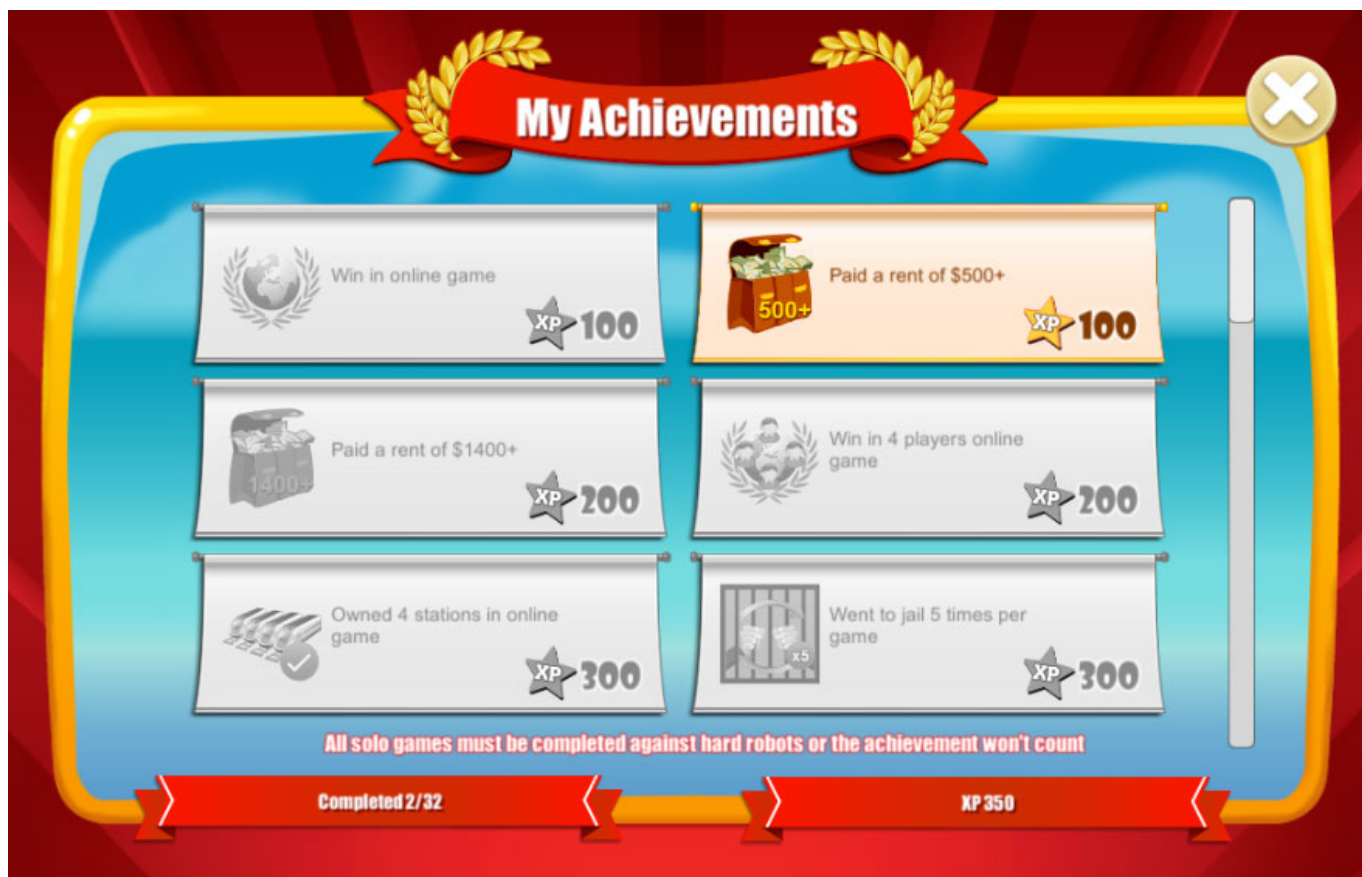 My Achievements
Win in online game
XP 100
500+
Paid a rent of $500+
XP 100
1400+
Paid a rent of $1400+
XP 200
Win in 4 players online
game
XP 200
Owned 4 stations in online
game
XP 300
x5
Went to jail 5 times per
game
XP 300
All solo games must be completed against hard robots or the achievement won't count
Completed 2/32
XP 350